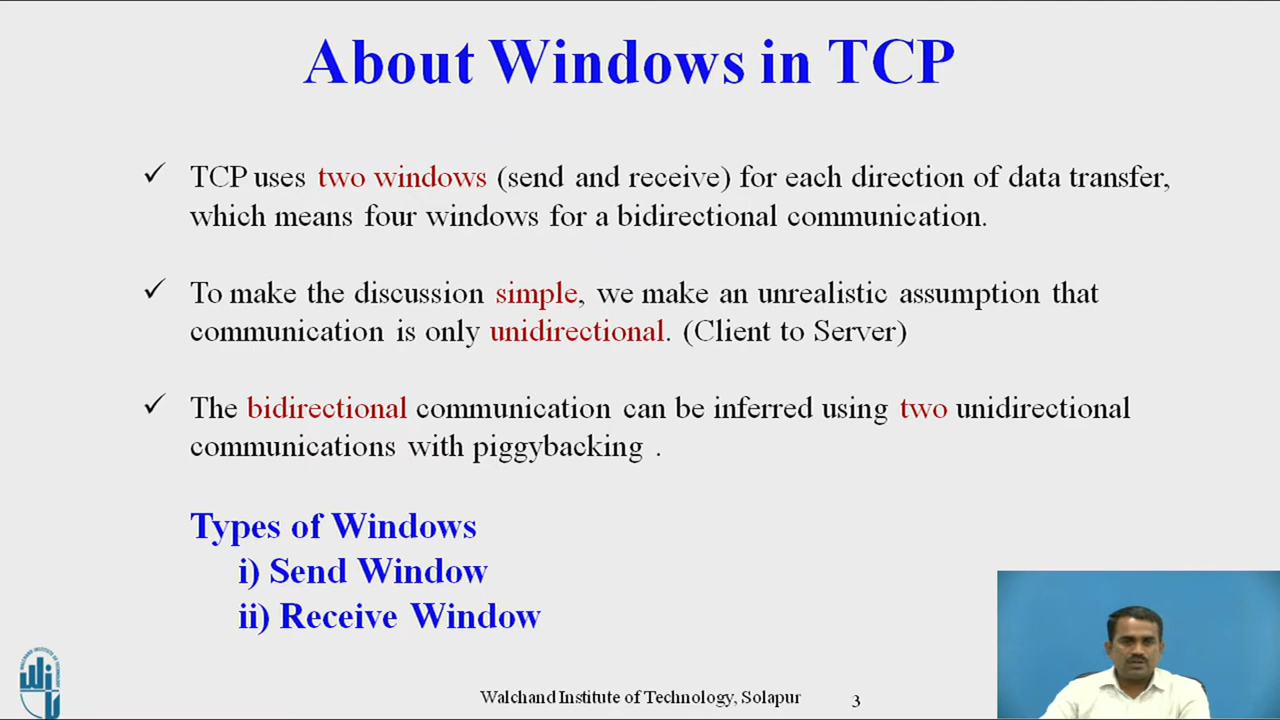 About Windows in TCP
✓ TCP uses two windows (send and receive) for each direction of data transfer,
which means four windows for a bidirectional communication.
✓ To make the discussion simple, we make an unrealistic assumption that
communication is only unidirectional. (Client to Server)
✓ The bidirectional communication can be inferred using two unidirectional
communications with piggybacking .
Types of Windows
i) Send Window
ii) Receive Window
Walchand Institute of Technology, Solapur 3